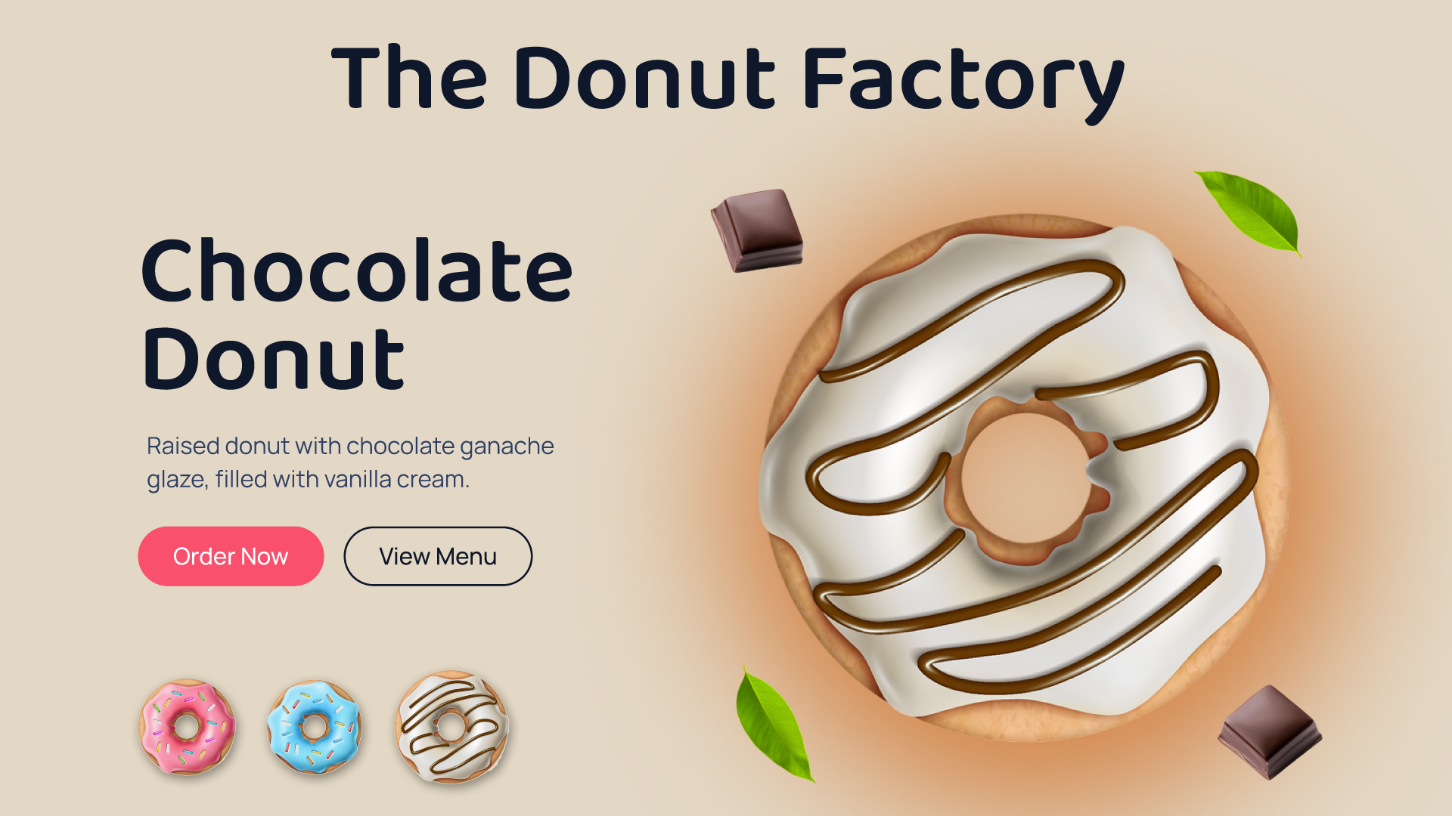 The Donut Factory
Chocolate
Donut
Raised donut with chocolate ganache
glaze, filled with vanilla cream.
Order Now
View Menu